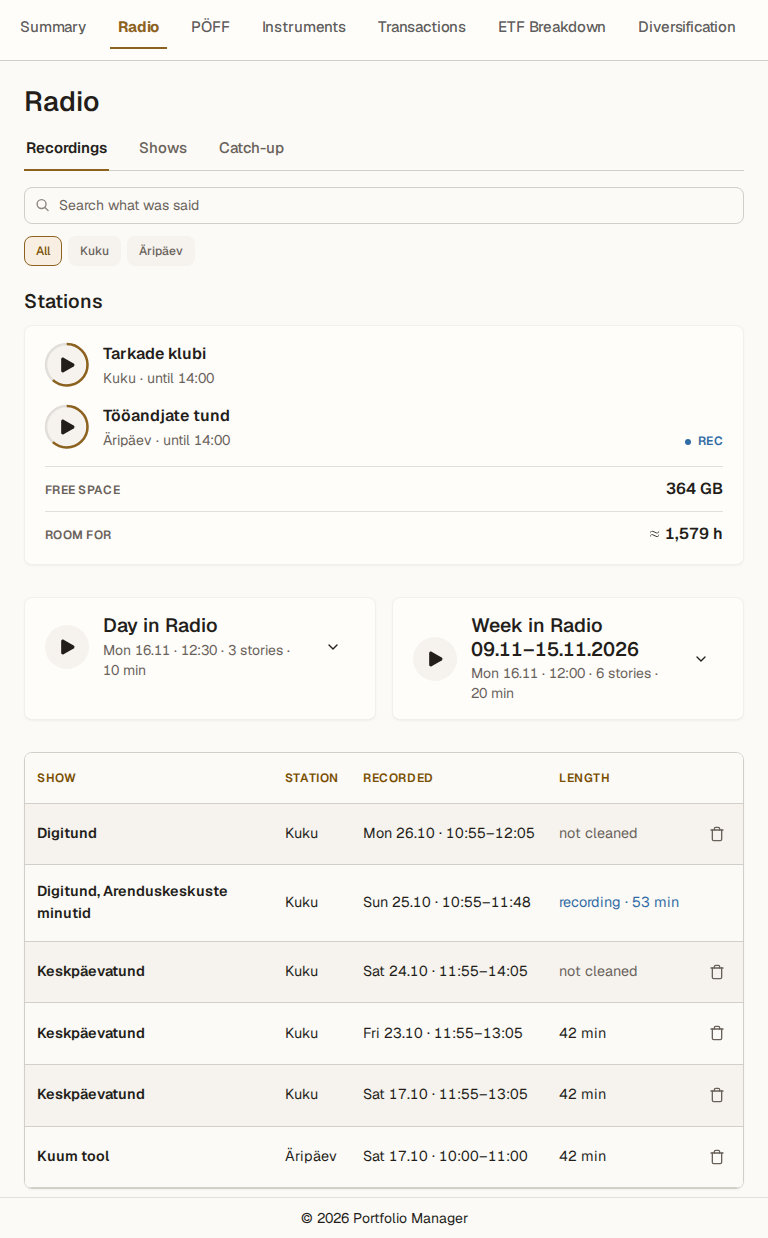 Summary Radio PÖFF Instruments Transactions ETF Breakdown Diversification
Radio
Recordings Shows Catch-up
Search what was said
All Kuku Äripäev
Stations
Tarkade klubi
Kuku · until 14:00
Tööandjate tund
Äripäev · until 14:00
REC
FREE SPACE 364 GB
ROOM FOR ≈ 1,579 h
Day in Radio
Mon 16.11 · 12:30 · 3 stories ·
10 min
Week in Radio
09.11–15.11.2026
Mon 16.11 · 12:00 · 6 stories ·
20 min
SHOW STATION RECORDED LENGTH
Digitund Kuku Mon 26.10 · 10:55–12:05 not cleaned
Digitund, Arenduskeskuste
minutid
Kuku Sun 25.10 · 10:55–11:48 recording · 53 min
Keskpäevatund Kuku Sat 24.10 · 11:55–14:05 not cleaned
Keskpäevatund Kuku Fri 23.10 · 11:55–13:05 42 min
Keskpäevatund Kuku Sat 17.10 · 11:55–13:05 42 min
Kuum tool Äripäev Sat 17.10 · 10:00–11:00 42 min
© 2026 Portfolio Manager